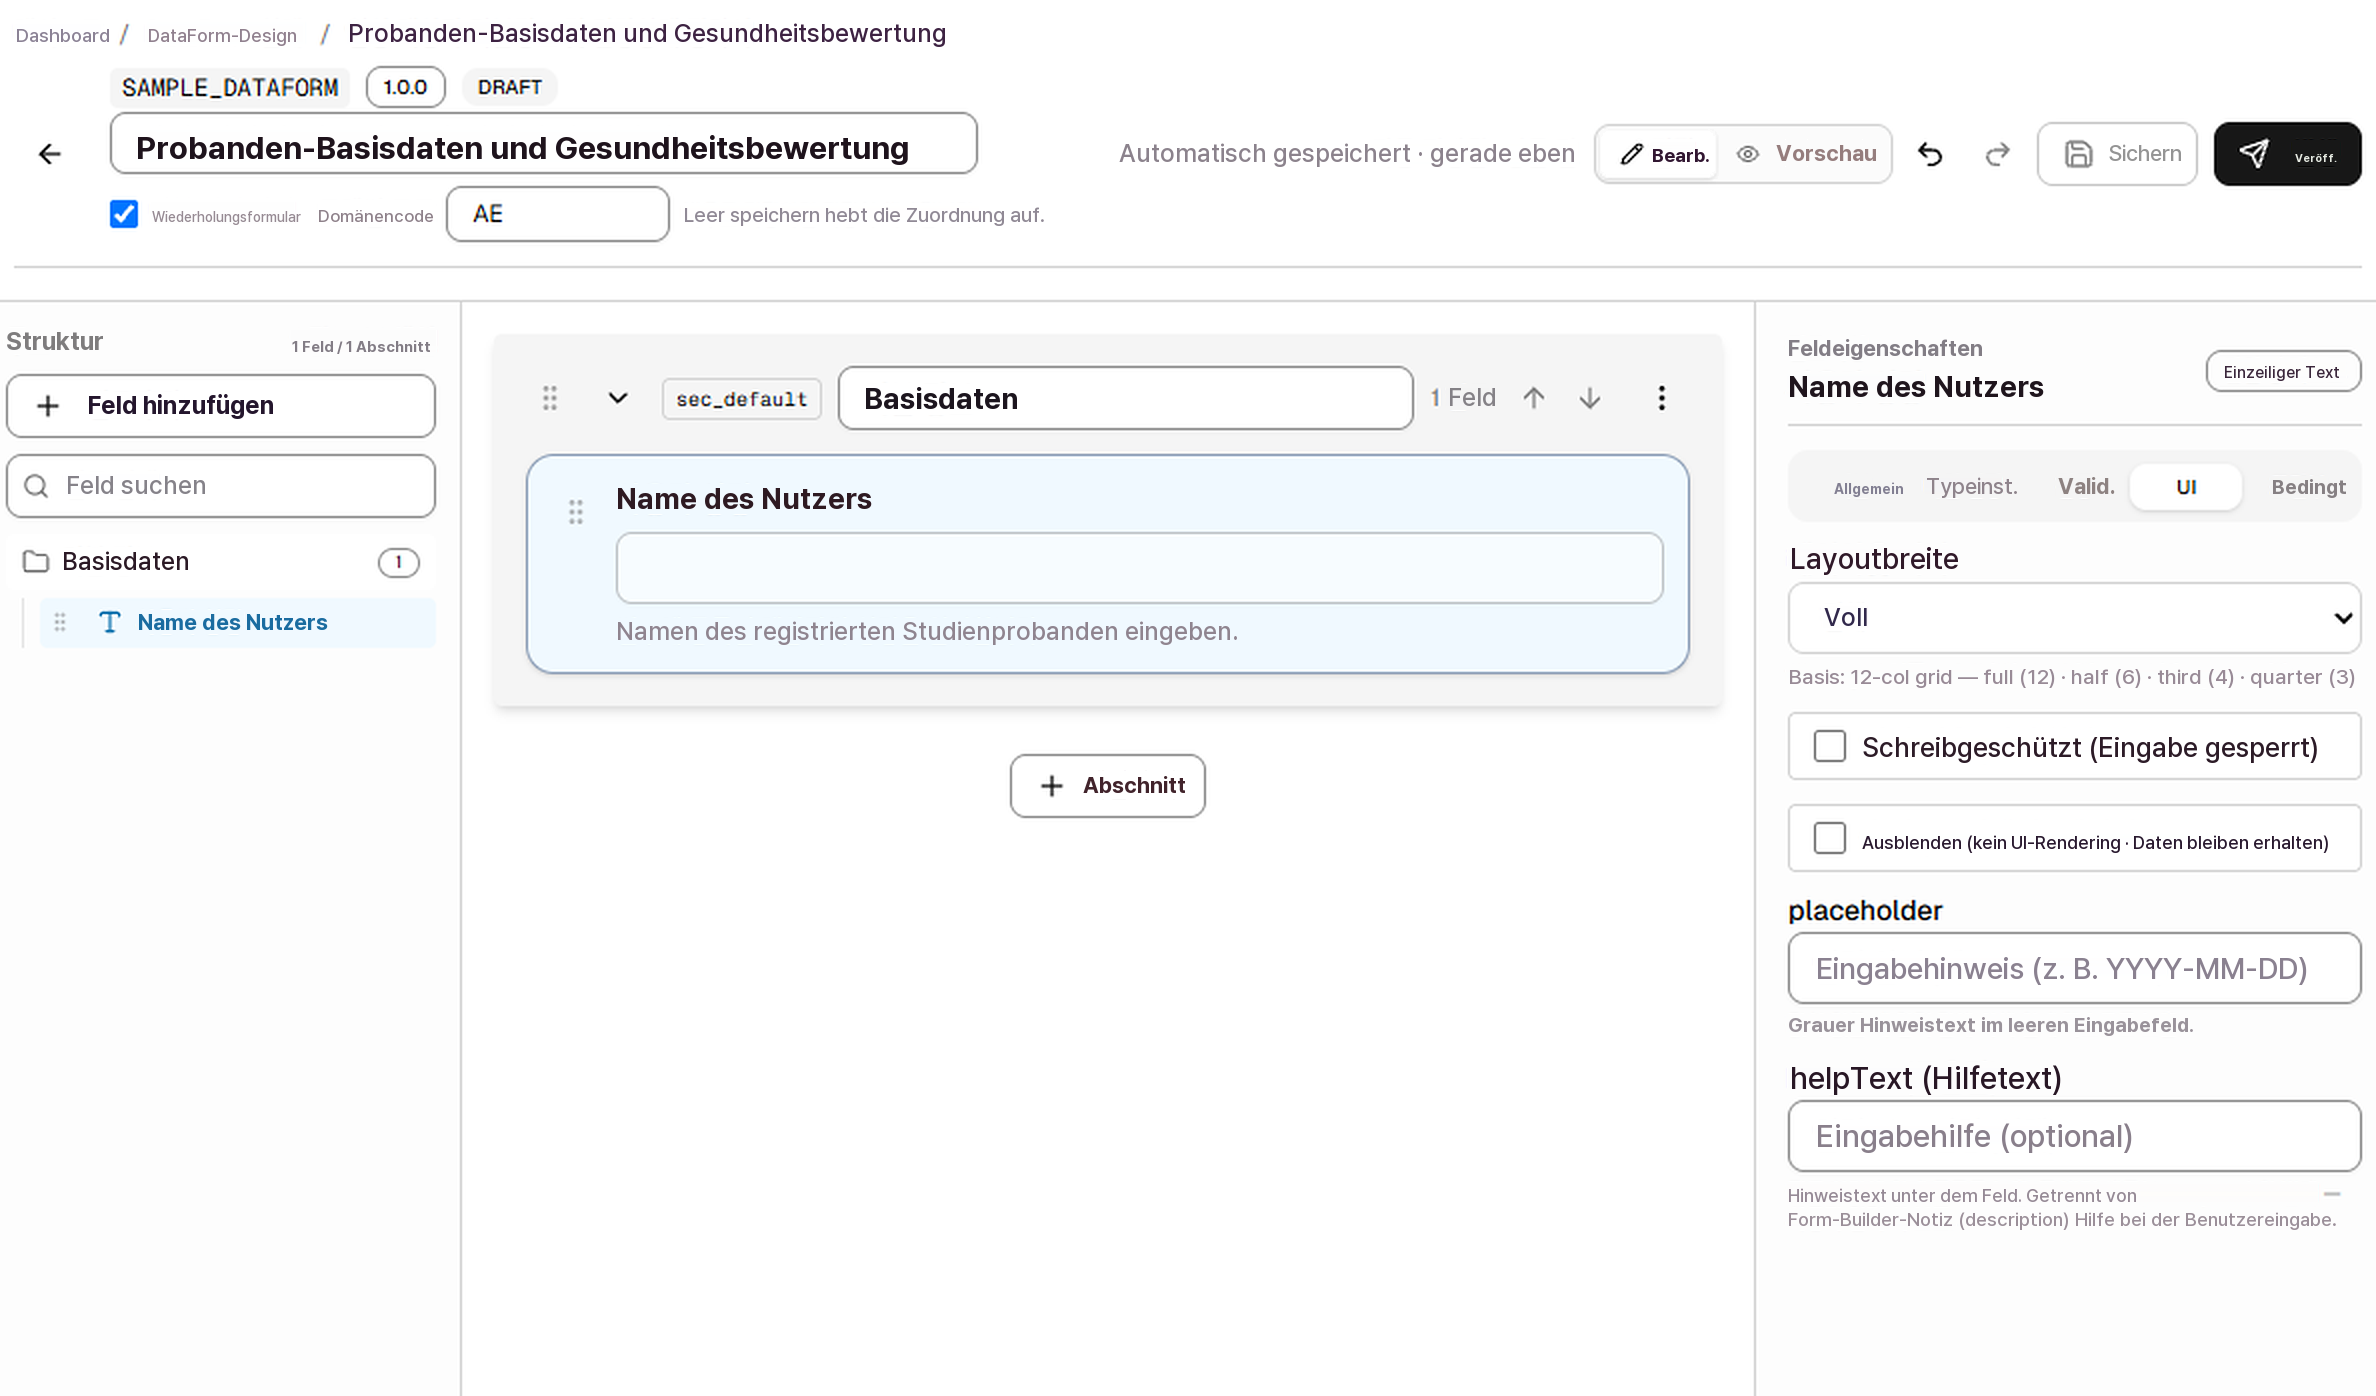 Dashboard / DataForm-Design / Probanden-Basisdaten und Gesundheitsbewertung
SAMPLE_DATAFORM 1.0.0 DRAFT
Probanden-Basisdaten und Gesundheitsbewertung
Automatisch gespeichert · gerade eben Bearb. Vorschau Sichern Veröff.
Wiederholungsformular Domänencode AE Leer speichern hebt die Zuordnung auf.
Struktur 1 Feld / 1 Abschnitt
Feld hinzufügen
Feld suchen
Basisdaten 1
Name des Nutzers
sec_default Basisdaten 1 Feld
Name des Nutzers
Namen des registrierten Studienprobanden eingeben.
Abschnitt
Feldeigenschaften
Name des Nutzers Einzeiliger Text
Allgemein Typeinst. Valid. UI Bedingt
Layoutbreite
Voll
Basis: 12-col grid — full (12) · half (6) · third (4) · quarter (3)
Schreibgeschützt (Eingabe gesperrt)
Ausblenden (kein UI-Rendering · Daten bleiben erhalten)
placeholder
Eingabehinweis (z. B. YYYY-MM-DD)
Grauer Hinweistext im leeren Eingabefeld.
helpText (Hilfetext)
Eingabehilfe (optional)
Hinweistext unter dem Feld. Getrennt von
Form-Builder-Notiz (description) Hilfe bei der Benutzereingabe.